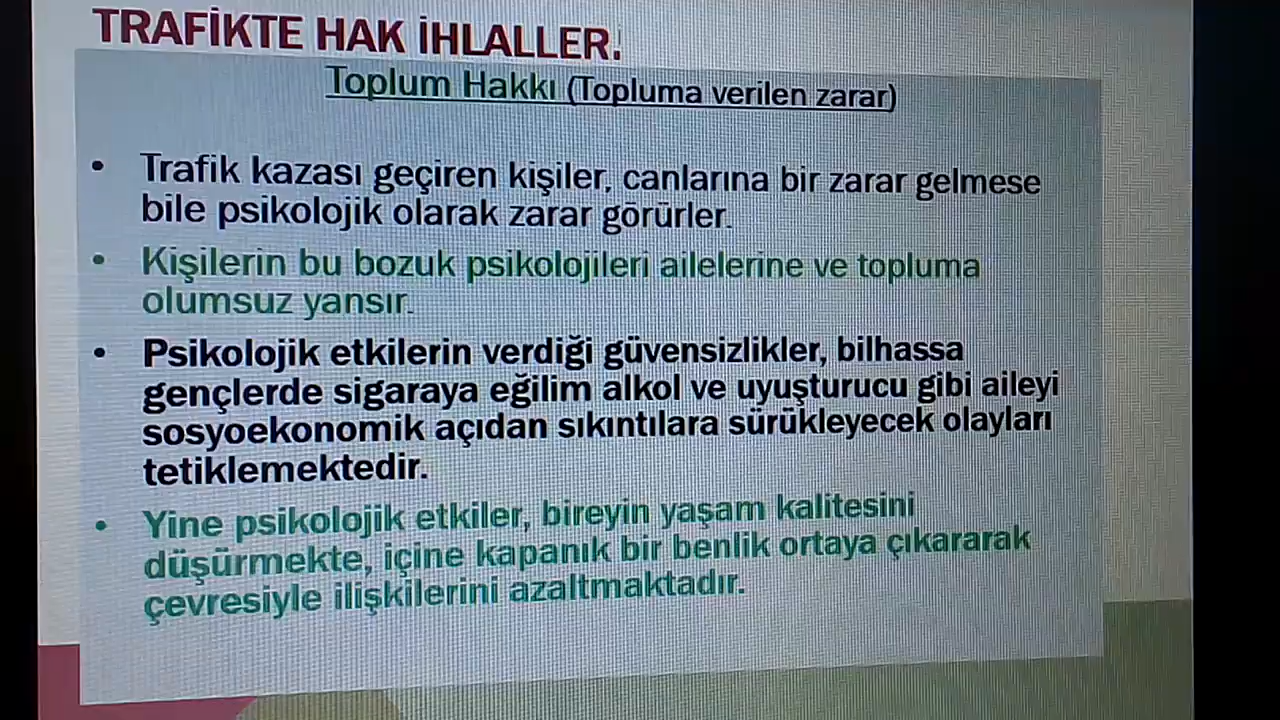 TRAFİKTE HAK İHLALLER.
Toplum Hakkı (Topluma verilen zarar)
• Trafik kazası geçiren kişiler, canlarına bir zarar gelmese
bile psikolojik olarak zarar görürler.
• Kişilerin bu bozuk psikolojileri ailelerine ve topluma
olumsuz yansır.
• Psikolojik etkilerin verdiği güvensizlikler, bilhassa
gençlerde sigaraya eğilim alkol ve uyuşturucu gibi aileyi
sosyoekonomik açıdan sıkıntılara sürükleyecek olayları
tetiklemektedir.
• Yine psikolojik etkiler, bireyin yaşam kalitesini
düşürmekte, içine kapanık bir benlik ortaya çıkararak
çevresiyle ilişkilerini azaltmaktadır.